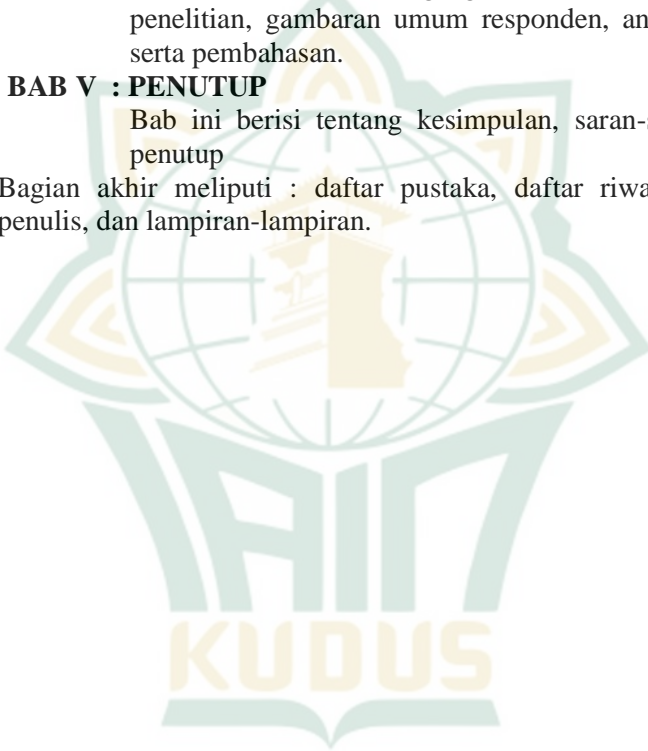 penelitian, gambaran umum responden, an
serta pembahasan.
BAB V : PENUTUP
Bab ini berisi tentang kesimpulan, saran-s
penutup
Bagian akhir meliputi : daftar pustaka, daftar riwa
penulis, dan lampiran-lampiran.
IAIN
KUDUS